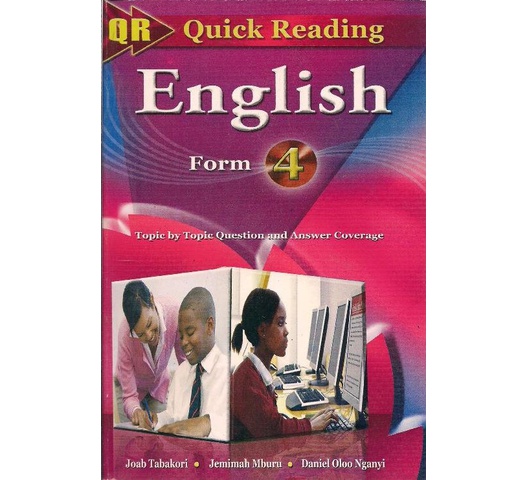 QR Quick Reading
English
Form 4
Topic by Topic Question and Answer Coverage
Joab Tabakori • Jemimah Mburu • Daniel Oloo Nganyi